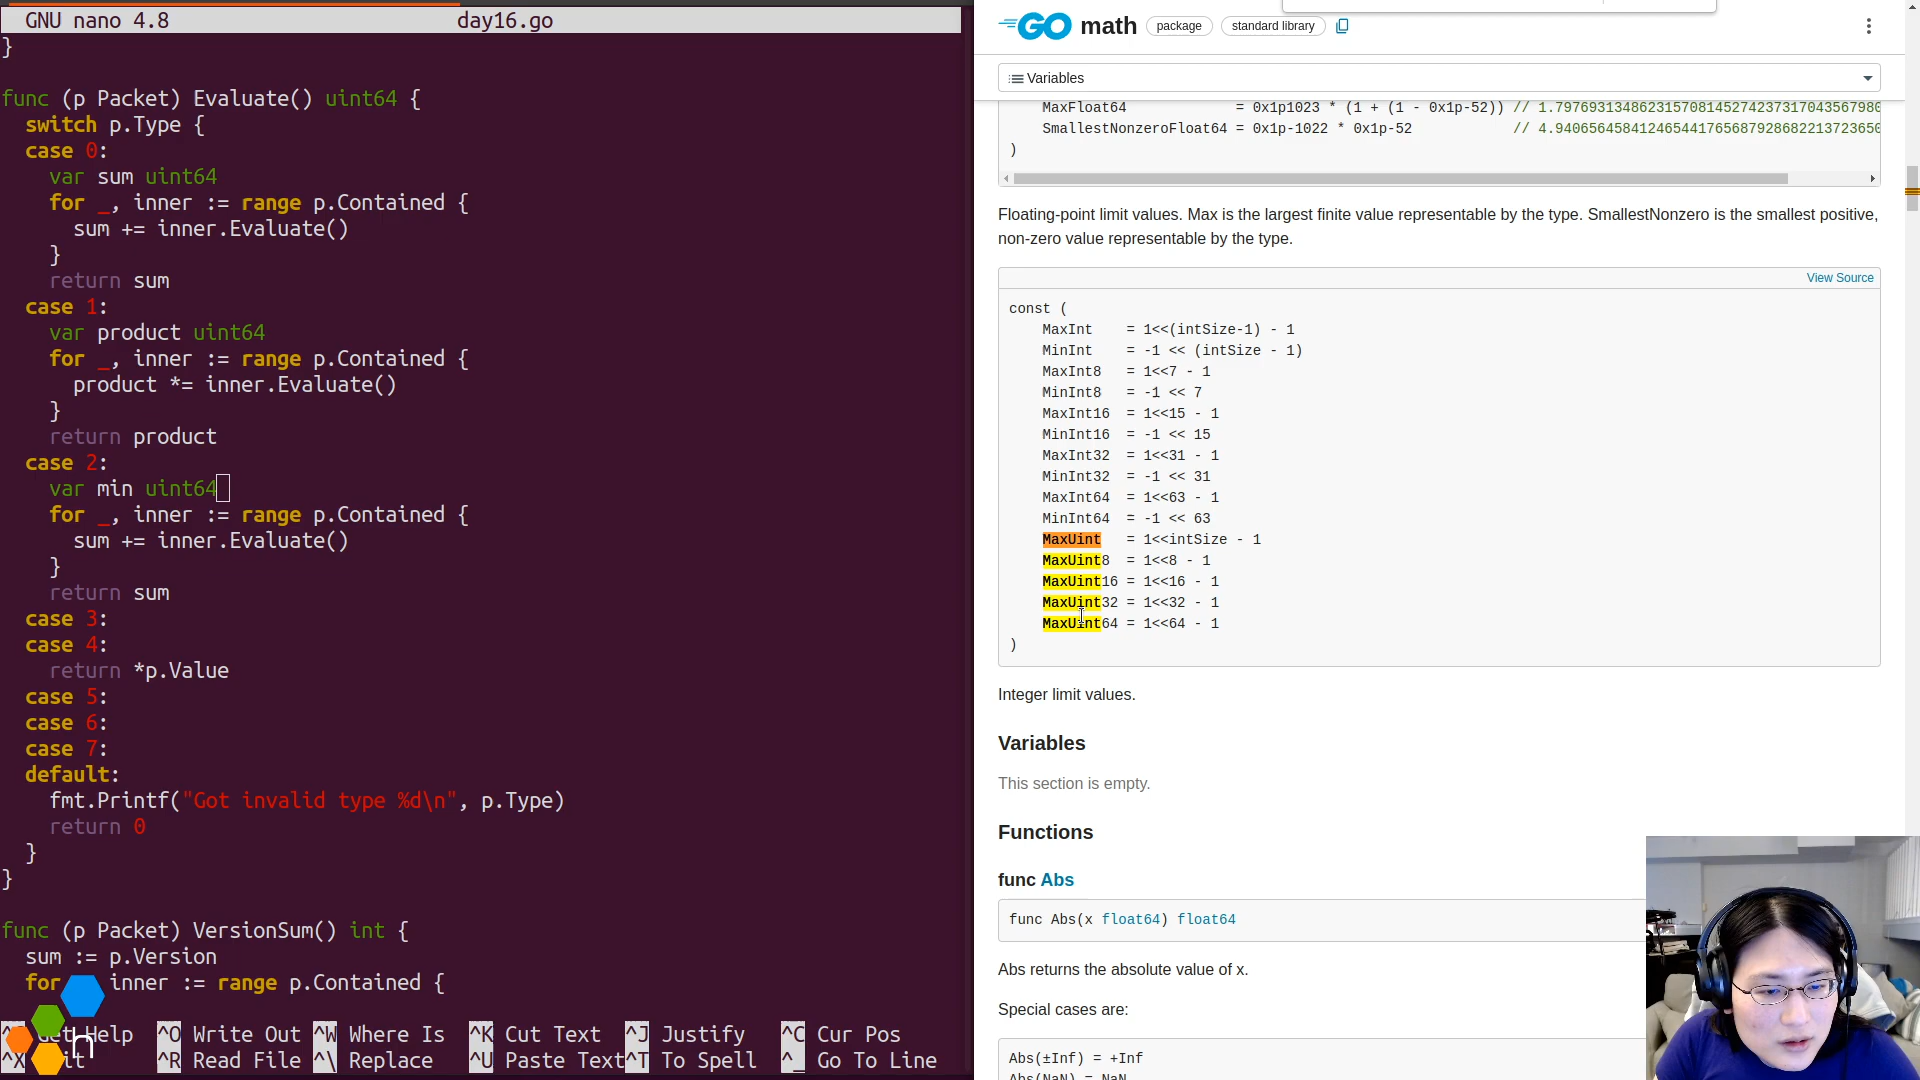 GNU nano 4.8 day16.go
}
func (p Packet) Evaluate() uint64 {
switch p.Type {
case 0:
var sum uint64
for _, inner := range p.Contained {
sum += inner.Evaluate()
}
return sum
case 1:
var product uint64
for _, inner := range p.Contained {
product *= inner.Evaluate()
}
return product
case 2:
var min uint64
for _, inner := range p.Contained {
sum += inner.Evaluate()
}
return sum
case 3:
case 4:
return *p.Value
case 5:
case 6:
case 7:
default:
fmt.Printf("Got invalid type %d\n", p.Type)
return 0
}
}
func (p Packet) VersionSum() int {
sum := p.Version
for inner := range p.Contained {
Help ^O Write Out ^W Where Is ^K Cut Text ^J Justify ^C Cur Pos
^X ^R Read File ^\ Replace ^U Paste Text ^T To Spell ^_ Go To Line
n
GO math package standard library
Variables
MaxFloat64 = 0x1p1023 * (1 + (1 - 0x1p-52)) // 1.79769313486231570814527423731704356798
SmallestNonzeroFloat64 = 0x1p-1022 * 0x1p-52 // 4.940656458412465441765687928682213723650
)
Floating-point limit values. Max is the largest finite value representable by the type. SmallestNonzero is the smallest positive,
non-zero value representable by the type.
View Source
const (
MaxInt = 1<<(intSize-1) - 1
MinInt = -1 << (intSize - 1)
MaxInt8 = 1<<7 - 1
MinInt8 = -1 << 7
MaxInt16 = 1<<15 - 1
MinInt16 = -1 << 15
MaxInt32 = 1<<31 - 1
MinInt32 = -1 << 31
MaxInt64 = 1<<63 - 1
MinInt64 = -1 << 63
MaxUint = 1<<intSize - 1
MaxUint8 = 1<<8 - 1
MaxUint16 = 1<<16 - 1
MaxUint32 = 1<<32 - 1
MaxUint64 = 1<<64 - 1
)
Integer limit values.
Variables
This section is empty.
Functions
func Abs
func Abs(x float64) float64
Abs returns the absolute value of x.
Special cases are:
Abs(±Inf) = +Inf
Abs(NaN) = NaN